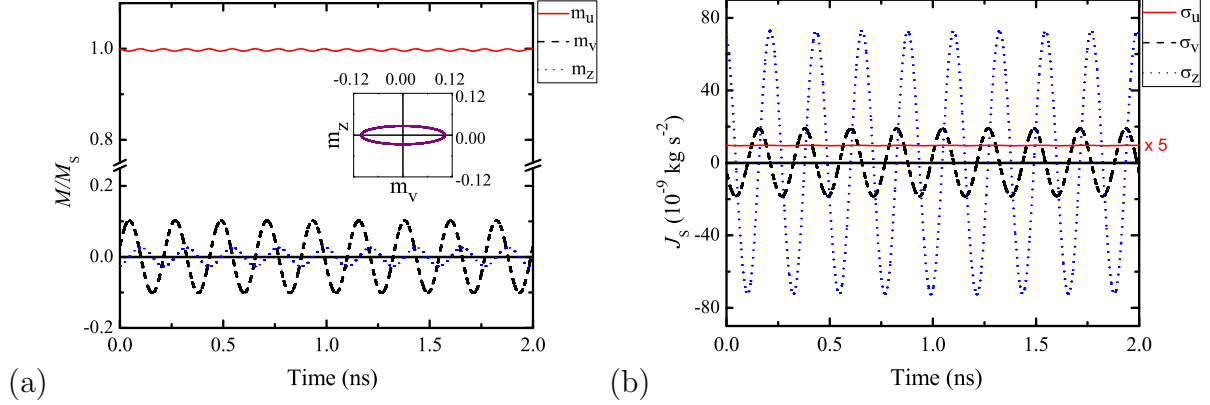 m_u
m_v
m_z
1.0
0.8
0.2
0.0
-0.2
M/M_s
-0.12 0.00 0.12
0.12
0.00
-0.12
m_z
m_v
0.0 0.5 1.0 1.5 2.0
Time (ns)
(a)
σ_u
σ_v
σ_z
80
40
0
-40
-80
J_s (10^-9 kg s^-2)
x 5
0.0 0.5 1.0 1.5 2.0
Time (ns)
(b)